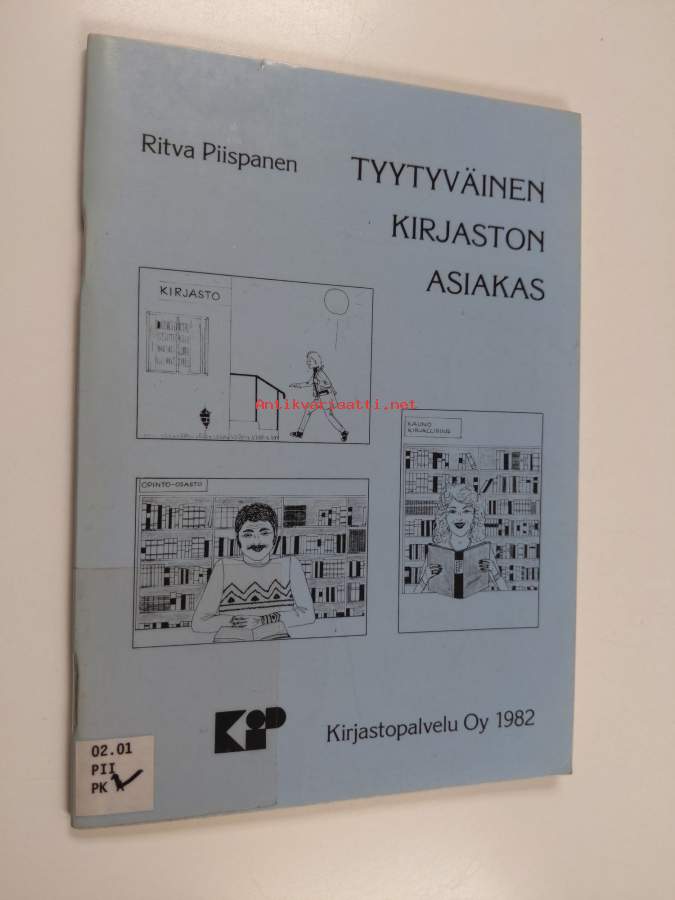 Ritva Piispanen
TYYTYVÄINEN
KIRJASTON
ASIAKAS
KIRJASTO
Antikvariaatti.net
KAUNO
KIRJALLISUUS
OPINTO-OSASTO
KiP
Kirjastopalvelu Oy 1982
02.01
PII
PK